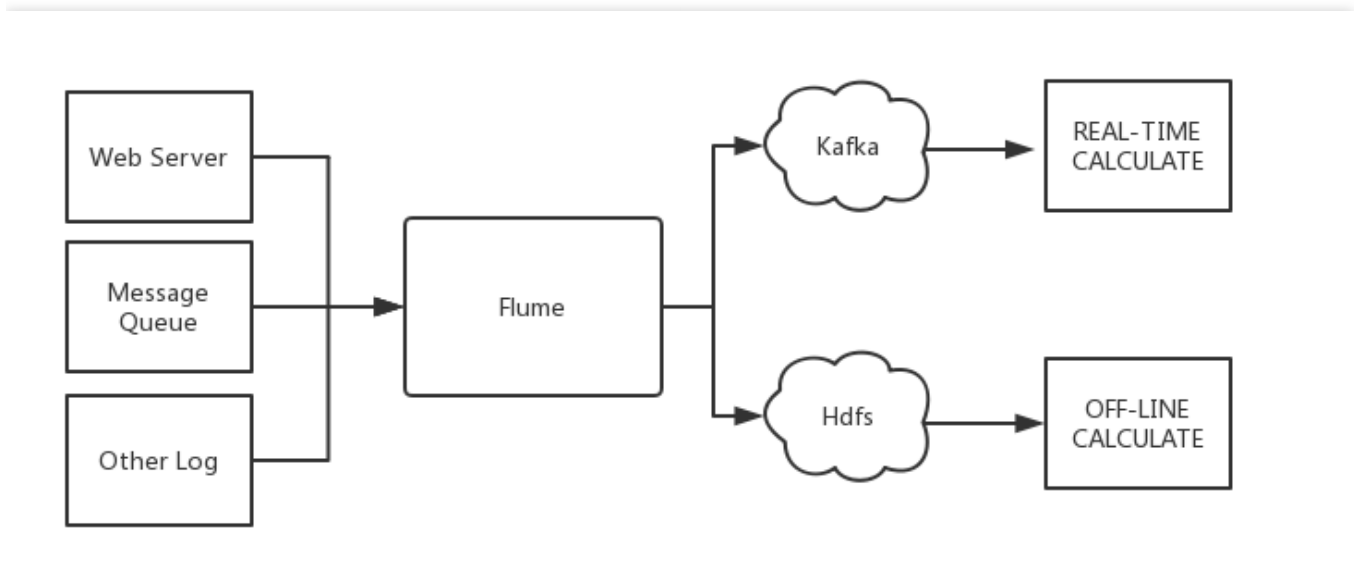 Web Server
Message
Queue
Other Log
Flume
Kafka
Hdfs
REAL-TIME
CALCULATE
OFF-LINE
CALCULATE